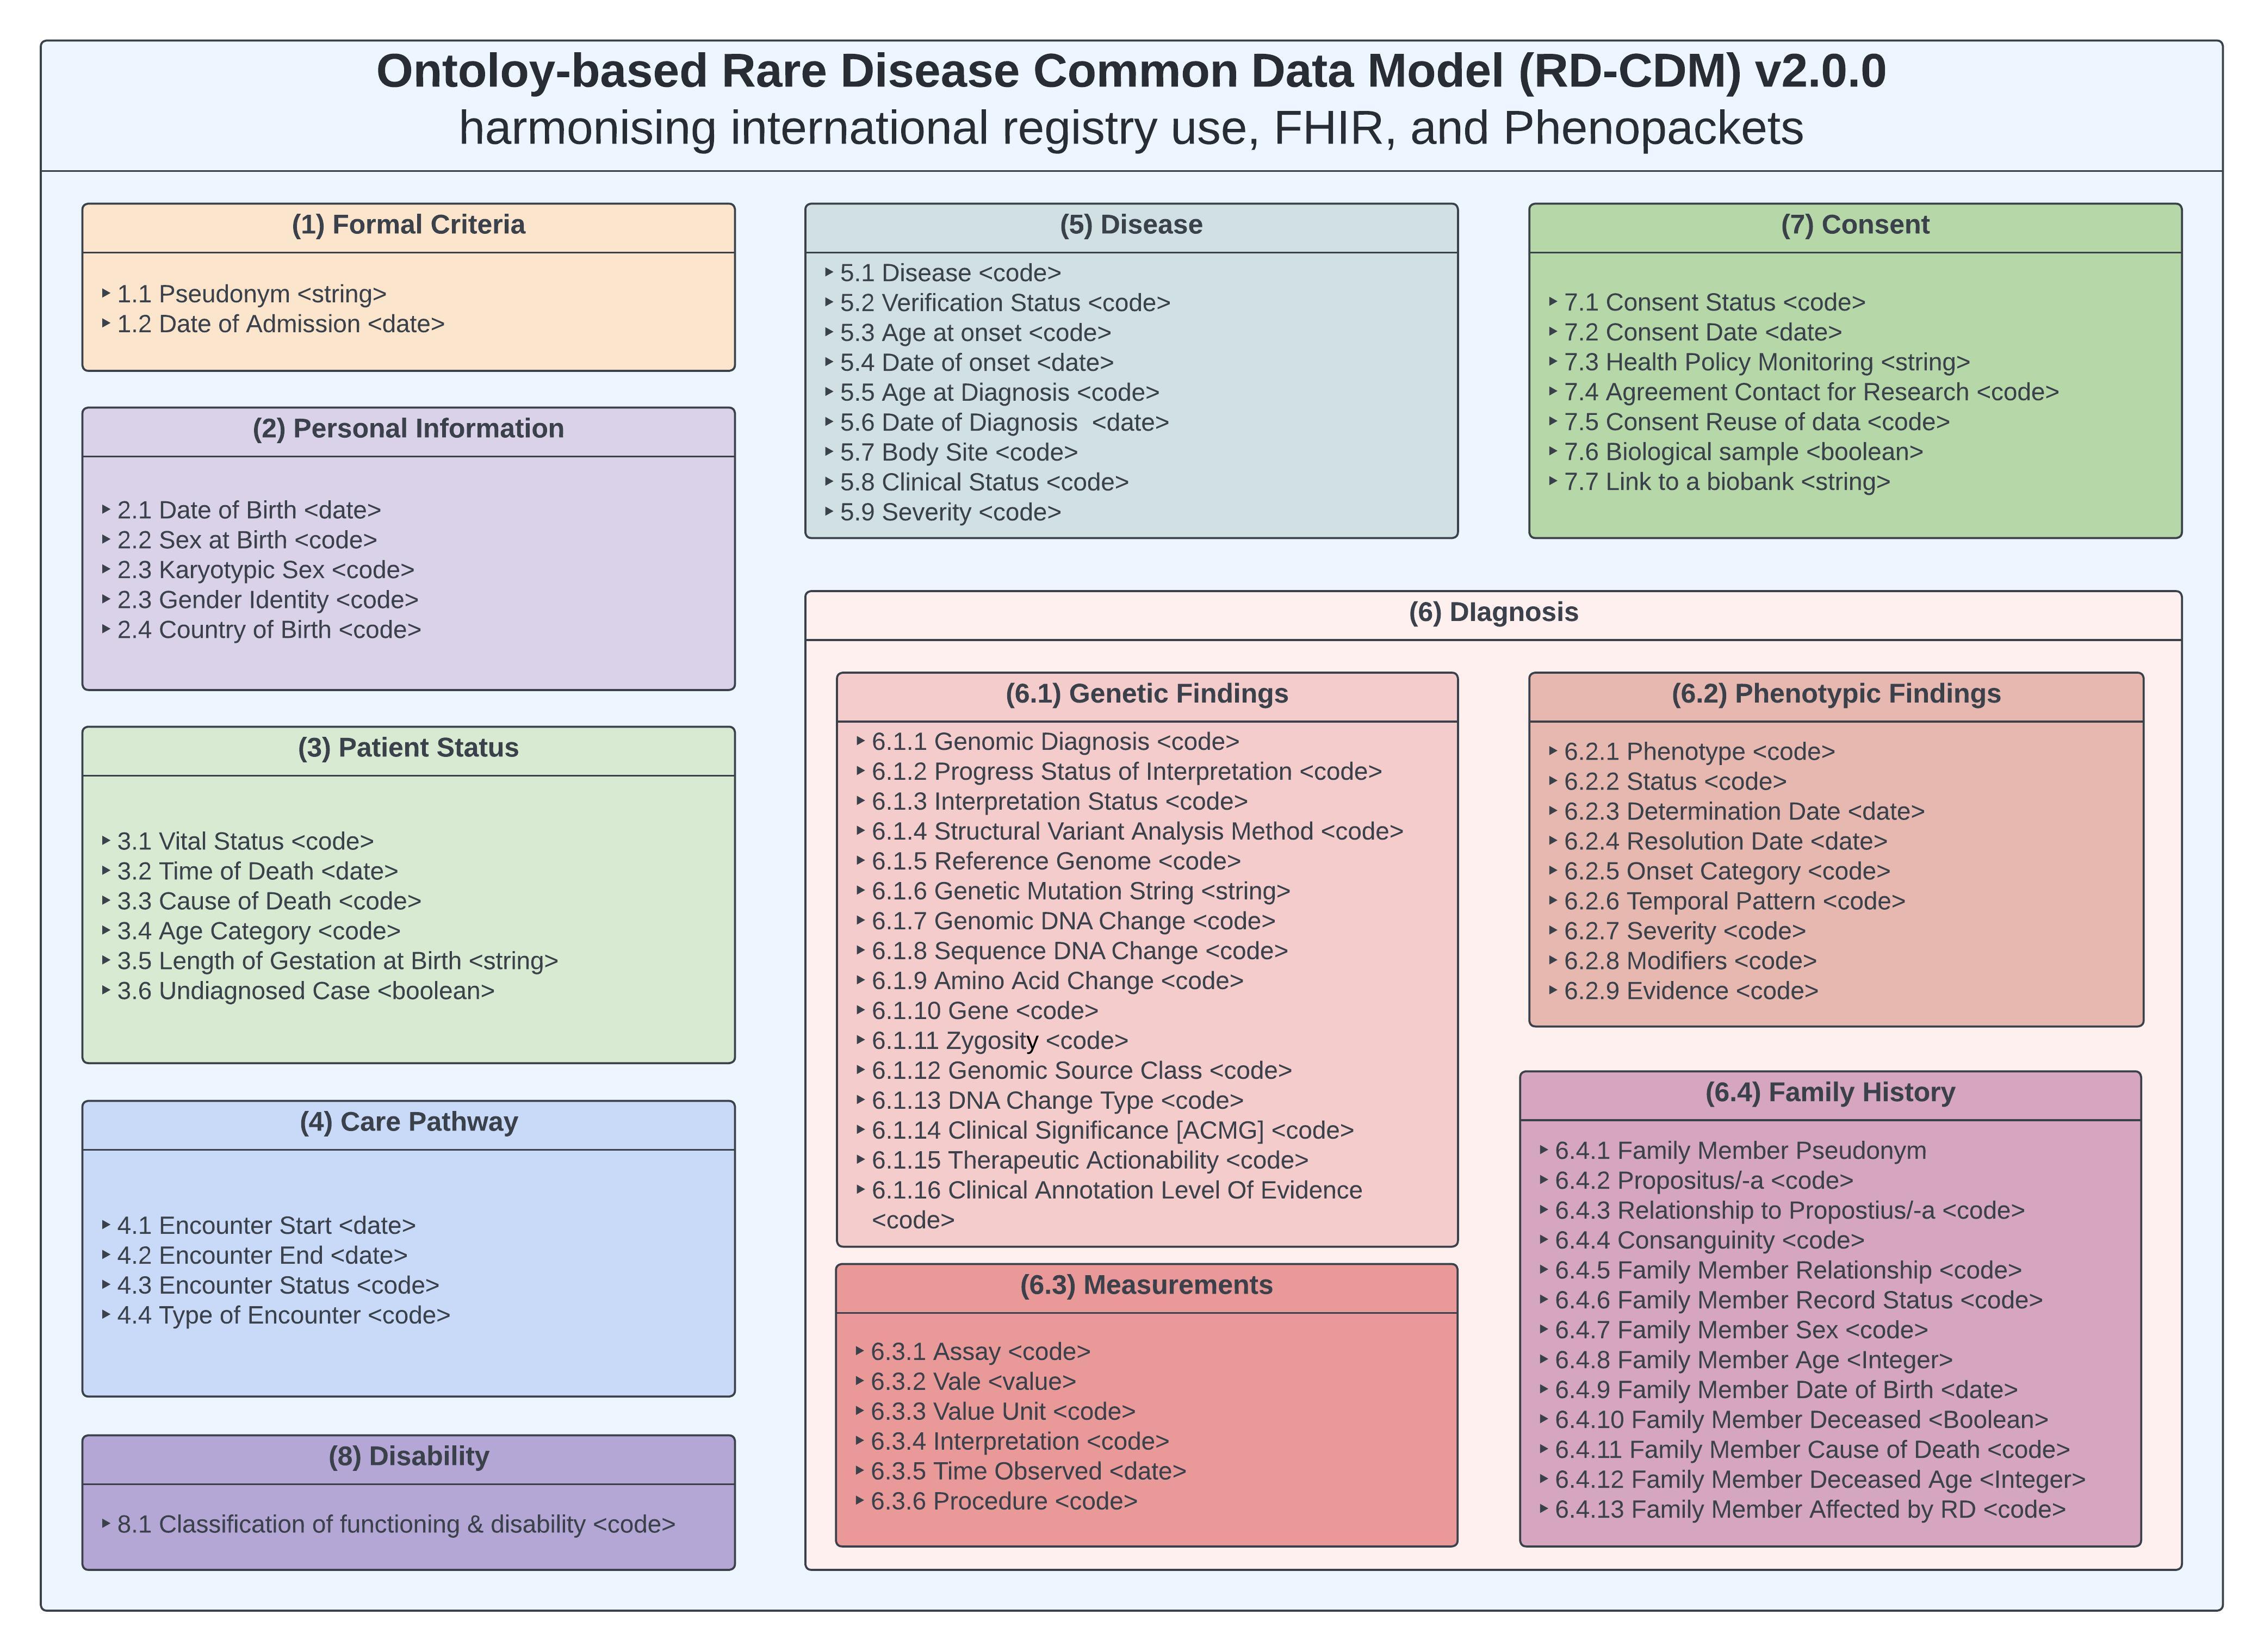 Ontoloy-based Rare Disease Common Data Model (RD-CDM) v2.0.0
harmonising international registry use, FHIR, and Phenopackets
(1) Formal Criteria
‣ 1.1 Pseudonym <string>
‣ 1.2 Date of Admission <date>
(2) Personal Information
‣ 2.1 Date of Birth <date>
‣ 2.2 Sex at Birth <code>
‣ 2.3 Karyotypic Sex <code>
‣ 2.3 Gender Identity <code>
‣ 2.4 Country of Birth <code>
(3) Patient Status
‣ 3.1 Vital Status <code>
‣ 3.2 Time of Death <date>
‣ 3.3 Cause of Death <code>
‣ 3.4 Age Category <code>
‣ 3.5 Length of Gestation at Birth <string>
‣ 3.6 Undiagnosed Case <boolean>
(4) Care Pathway
‣ 4.1 Encounter Start <date>
‣ 4.2 Encounter End <date>
‣ 4.3 Encounter Status <code>
‣ 4.4 Type of Encounter <code>
(8) Disability
‣ 8.1 Classification of functioning & disability <code>
(5) Disease
‣ 5.1 Disease <code>
‣ 5.2 Verification Status <code>
‣ 5.3 Age at onset <code>
‣ 5.4 Date of onset <date>
‣ 5.5 Age at Diagnosis <code>
‣ 5.6 Date of Diagnosis  <date>
‣ 5.7 Body Site <code>
‣ 5.8 Clinical Status <code>
‣ 5.9 Severity <code>
(7) Consent
‣ 7.1 Consent Status <code>
‣ 7.2 Consent Date <date>
‣ 7.3 Health Policy Monitoring <string>
‣ 7.4 Agreement Contact for Research <code>
‣ 7.5 Consent Reuse of data <code>
‣ 7.6 Biological sample <boolean>
‣ 7.7 Link to a biobank <string>
(6) DIagnosis
(6.1) Genetic Findings
‣ 6.1.1 Genomic Diagnosis <code>
‣ 6.1.2 Progress Status of Interpretation <code>
‣ 6.1.3 Interpretation Status <code>
‣ 6.1.4 Structural Variant Analysis Method <code>
‣ 6.1.5 Reference Genome <code>
‣ 6.1.6 Genetic Mutation String <string>
‣ 6.1.7 Genomic DNA Change <code>
‣ 6.1.8 Sequence DNA Change <code>
‣ 6.1.9 Amino Acid Change <code>
‣ 6.1.10 Gene <code>
‣ 6.1.11 Zygosity <code>
‣ 6.1.12 Genomic Source Class <code>
‣ 6.1.13 DNA Change Type <code>
‣ 6.1.14 Clinical Significance [ACMG] <code>
‣ 6.1.15 Therapeutic Actionability <code>
‣ 6.1.16 Clinical Annotation Level Of Evidence
<code>
(6.2) Phenotypic Findings
‣ 6.2.1 Phenotype <code>
‣ 6.2.2 Status <code>
‣ 6.2.3 Determination Date <date>
‣ 6.2.4 Resolution Date <date>
‣ 6.2.5 Onset Category <code>
‣ 6.2.6 Temporal Pattern <code>
‣ 6.2.7 Severity <code>
‣ 6.2.8 Modifiers <code>
‣ 6.2.9 Evidence <code>
(6.3) Measurements
‣ 6.3.1 Assay <code>
‣ 6.3.2 Vale <value>
‣ 6.3.3 Value Unit <code>
‣ 6.3.4 Interpretation <code>
‣ 6.3.5 Time Observed <date>
‣ 6.3.6 Procedure <code>
(6.4) Family History
‣ 6.4.1 Family Member Pseudonym
‣ 6.4.2 Propositus/-a <code>
‣ 6.4.3 Relationship to Propostius/-a <code>
‣ 6.4.4 Consanguinity <code>
‣ 6.4.5 Family Member Relationship <code>
‣ 6.4.6 Family Member Record Status <code>
‣ 6.4.7 Family Member Sex <code>
‣ 6.4.8 Family Member Age <Integer>
‣ 6.4.9 Family Member Date of Birth <date>
‣ 6.4.10 Family Member Deceased <Boolean>
‣ 6.4.11 Family Member Cause of Death <code>
‣ 6.4.12 Family Member Deceased Age <Integer>
‣ 6.4.13 Family Member Affected by RD <code>